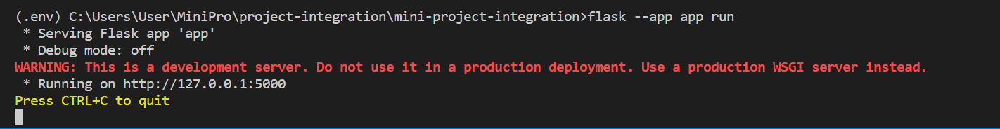 (.env) C:\Users\User\MiniPro\project-integration\mini-project-integration>flask --app app run
 * Serving Flask app 'app'
 * Debug mode: off
WARNING: This is a development server. Do not use it in a production deployment. Use a production WSGI server instead.
 * Running on http://127.0.0.1:5000
Press CTRL+C to quit